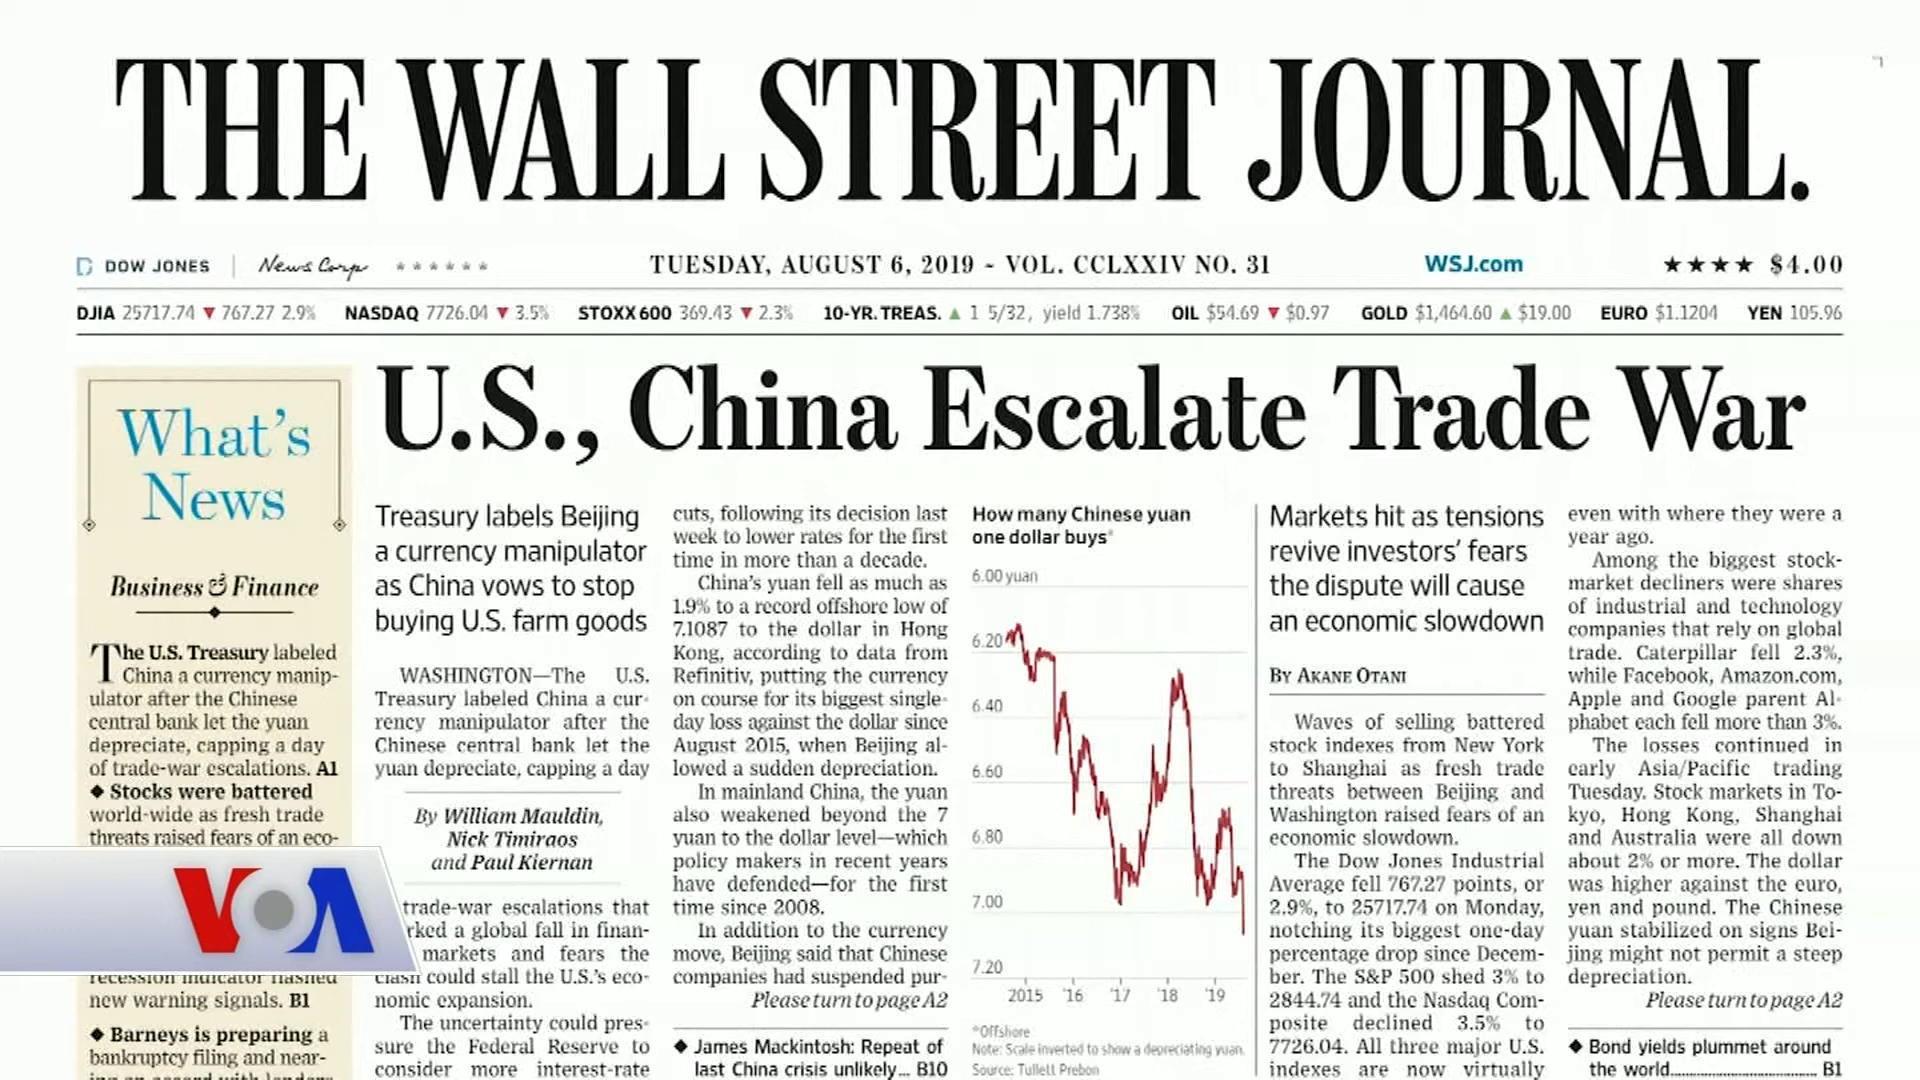 THE WALL STREET JOURNAL.
DOW JONES | News Corp ******
TUESDAY, AUGUST 6, 2019 ~ VOL. CCLXXIV NO. 31
WSJ.com
★★★★ $4.00
DJIA 25717.74 ▼ 767.27 2.9% NASDAQ 7726.04 ▼ 3.5% STOXX 600 369.43 ▼ 2.3% 10-YR. TREAS. ▲ 1 5/32, yield 1.738% OIL $54.69 ▼ $0.97 GOLD $1,464.60 ▲ $19.00 EURO $1.1204 YEN 105.96
What's
News
Business & Finance
The U.S. Treasury labeled
China a currency manip-
ulator after the Chinese
central bank let the yuan
depreciate, capping a day
of trade-war escalations. A1
◆ Stocks were battered
world-wide as fresh trade
threats raised fears of an eco-
VOA
recession indicator flashed
new warning signals. B1
◆ Barneys is preparing a
bankruptcy filing and near-
ing an accord with lenders
U.S., China Escalate Trade War
Treasury labels Beijing
a currency manipulator
as China vows to stop
buying U.S. farm goods
WASHINGTON—The U.S.
Treasury labeled China a cur-
rency manipulator after the
Chinese central bank let the
yuan depreciate, capping a day
By William Mauldin,
Nick Timiraos
and Paul Kiernan
trade-war escalations that
rked a global fall in finan-
markets and fears the
clash could stall the U.S.'s eco-
nomic expansion.
The uncertainty could pres-
sure the Federal Reserve to
consider more interest-rate
cuts, following its decision last
week to lower rates for the first
time in more than a decade.
China's yuan fell as much as
1.9% to a record offshore low of
7.1087 to the dollar in Hong
Kong, according to data from
Refinitiv, putting the currency
on course for its biggest single-
day loss against the dollar since
August 2015, when Beijing al-
lowed a sudden depreciation.
In mainland China, the yuan
also weakened beyond the 7
yuan to the dollar level—which
policy makers in recent years
have defended—for the first
time since 2008.
In addition to the currency
move, Beijing said that Chinese
companies had suspended pur-
Please turn to page A2
◆ James Mackintosh: Repeat of
last China crisis unlikely... B10
How many Chinese yuan
one dollar buys*
6.00 yuan
6.20
6.40
6.60
6.80
7.00
7.20
2015 '16 '17 '18 '19
*Offshore
Note: Scale inverted to show a depreciating yuan.
Source: Tullett Prebon
Markets hit as tensions
revive investors' fears
the dispute will cause
an economic slowdown
BY AKANE OTANI
Waves of selling battered
stock indexes from New York
to Shanghai as fresh trade
threats between Beijing and
Washington raised fears of an
economic slowdown.
The Dow Jones Industrial
Average fell 767.27 points, or
2.9%, to 25717.74 on Monday,
notching its biggest one-day
percentage drop since Decem-
ber. The S&P 500 shed 3% to
2844.74 and the Nasdaq Com-
posite declined 3.5% to
7726.04. All three major U.S.
indexes are now virtually
even with where they were a
year ago.
Among the biggest stock-
market decliners were shares
of industrial and technology
companies that rely on global
trade. Caterpillar fell 2.3%,
while Facebook, Amazon.com,
Apple and Google parent Al-
phabet each fell more than 3%.
The losses continued in
early Asia/Pacific trading
Tuesday. Stock markets in To-
kyo, Hong Kong, Shanghai
and Australia were all down
about 2% or more. The dollar
was higher against the euro,
yen and pound. The Chinese
yuan stabilized on signs Bei-
jing might not permit a steep
depreciation.
Please turn to page A2
◆ Bond yields plummet around
the world.................................... B1